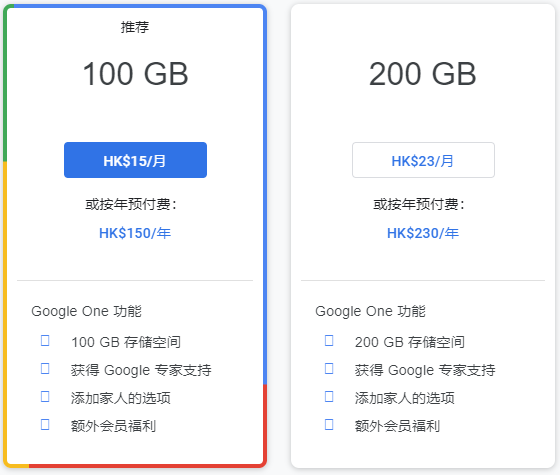 推荐
100 GB
HK$15/月
或按年预付费：
HK$150/年
Google One 功能
100 GB 存储空间
获得 Google 专家支持
添加家人的选项
额外会员福利
200 GB
HK$23/月
或按年预付费：
HK$230/年
Google One 功能
200 GB 存储空间
获得 Google 专家支持
添加家人的选项
额外会员福利